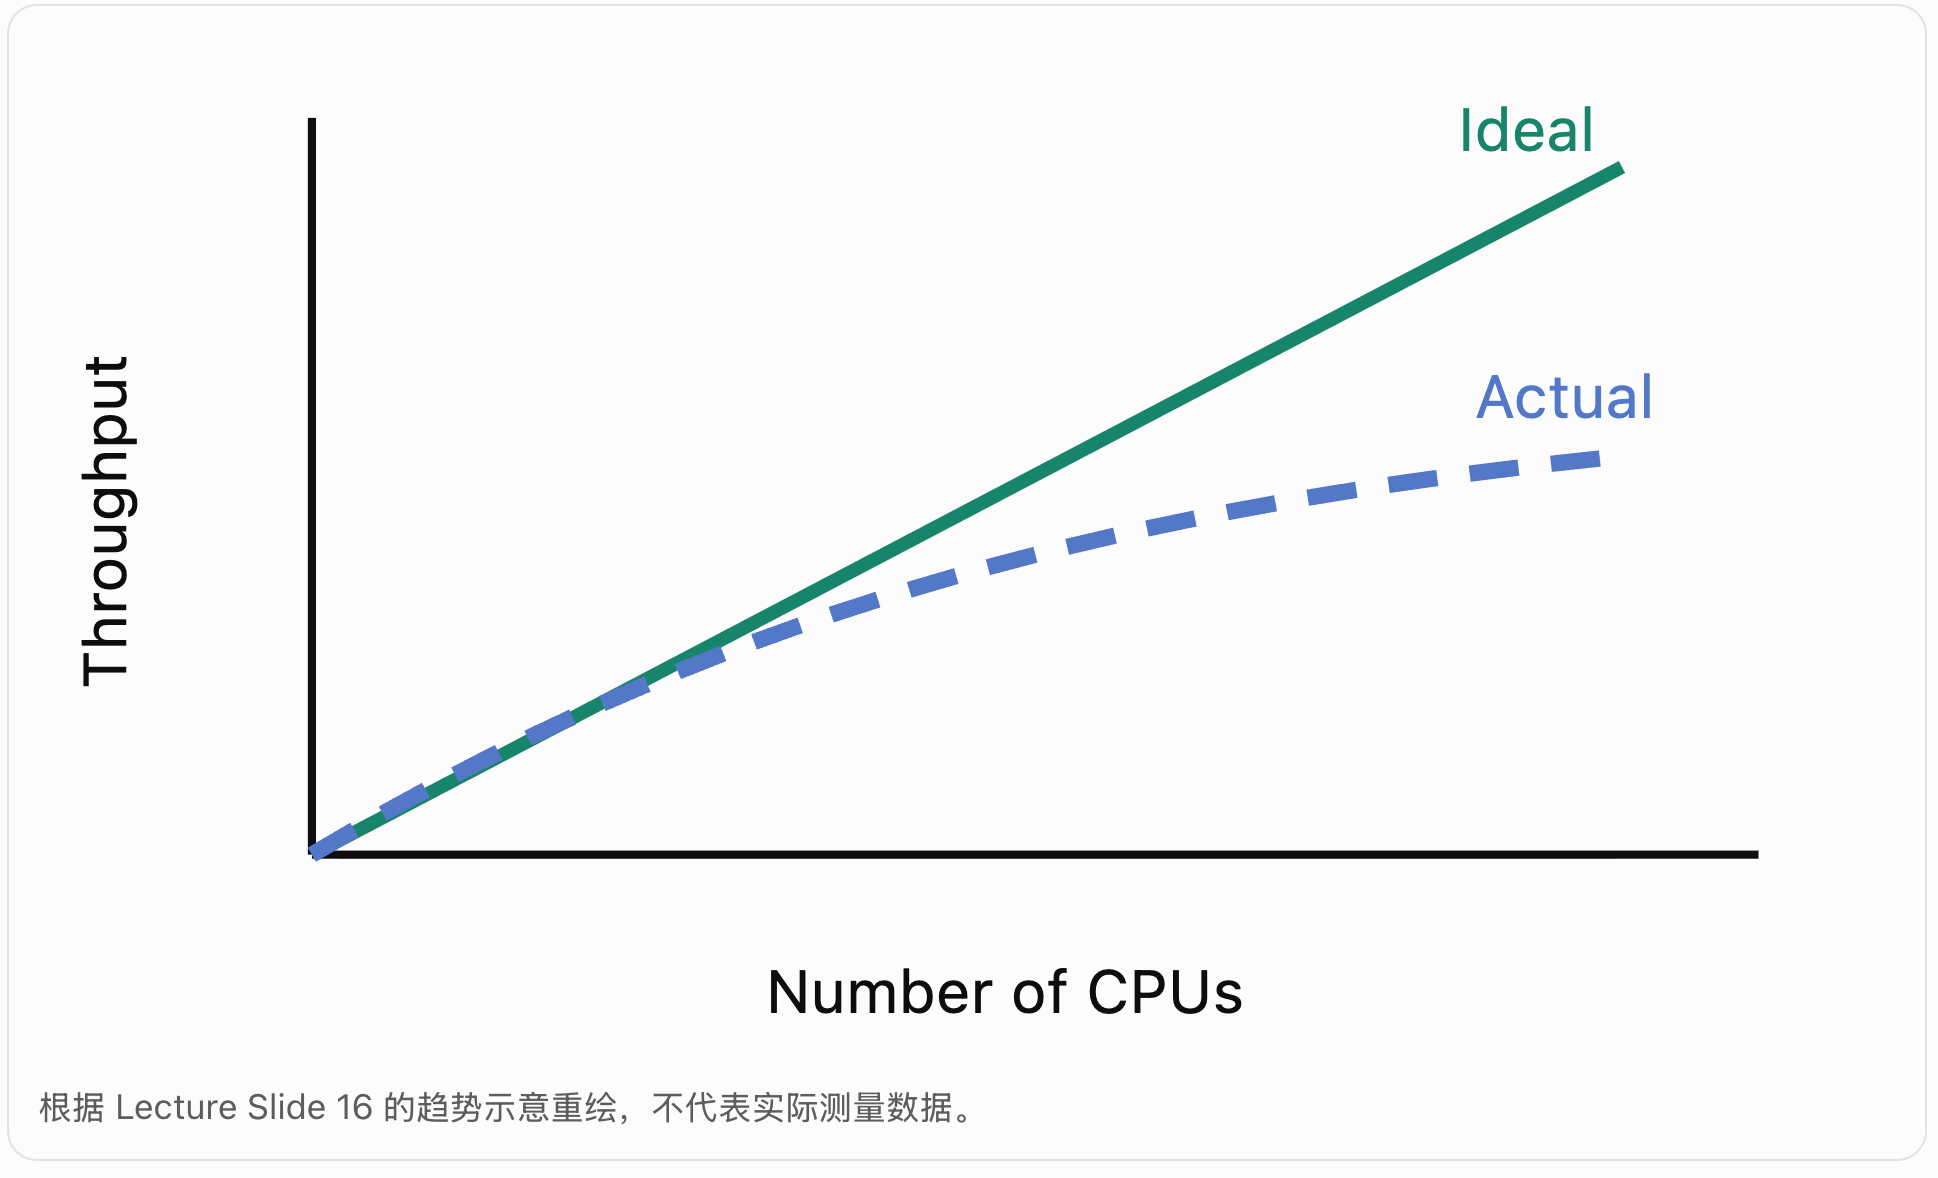 Ideal
Actual
Throughput
Number of CPUs
根据 Lecture Slide 16 的趋势示意重绘，不代表实际测量数据。